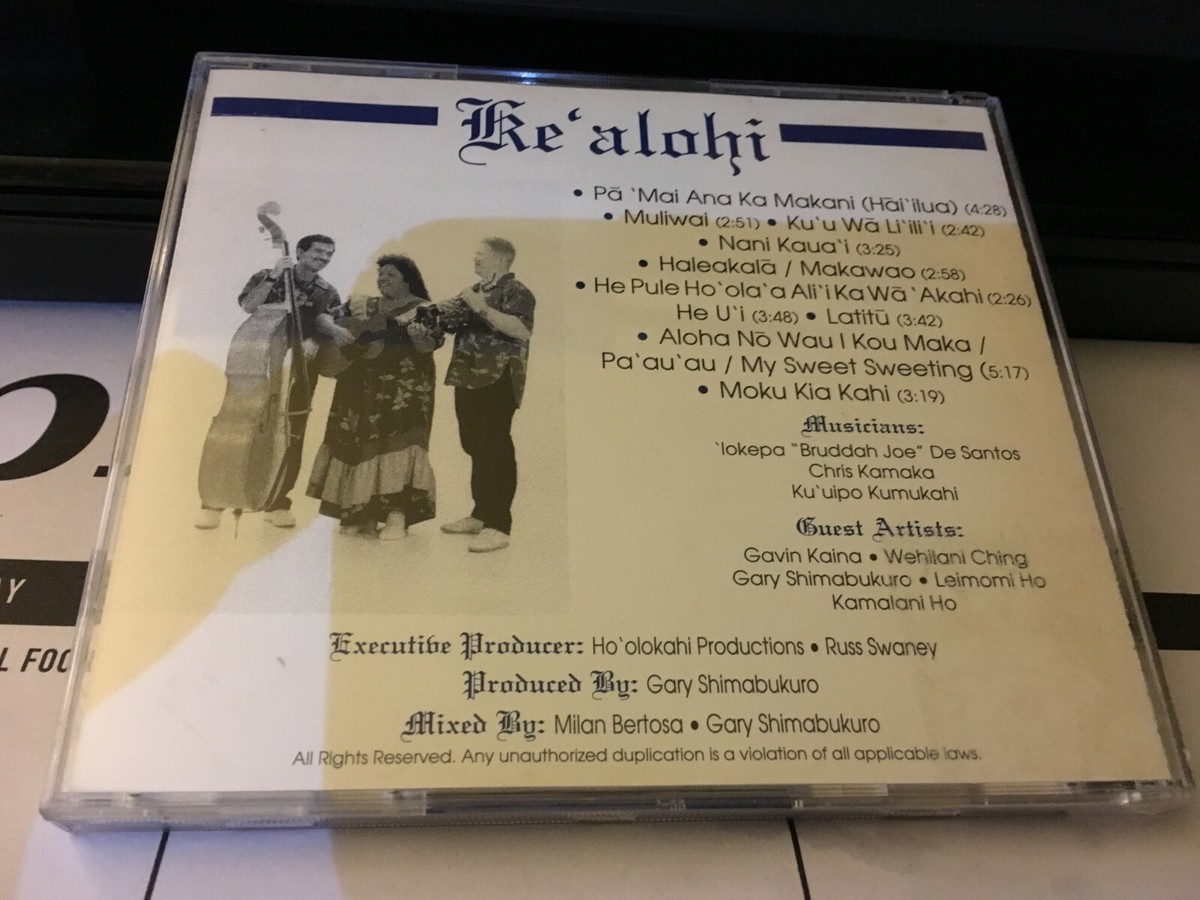 Ke‘alohi
• Pā ‘Mai Ana Ka Makani (Hāi‘ilua) (4:28)
• Muliwai (2:51) • Ku‘u Wā Li‘ili‘i (2:42)
• Nani Kaua‘i (3:25)
• Haleakalā / Makawao (2:58)
• He Pule Ho‘ola‘a Ali‘i Ka Wā ‘Akahi (2:26)
He U‘i (3:48) • Latitū (3:42)
• Aloha Nō Wau I Kou Maka /
Pa‘au‘au / My Sweet Sweeting (5:17)
• Moku Kia Kahi (3:19)
Musicians:
‘Iokepa “Bruddah Joe” De Santos
Chris Kamaka
Ku‘uipo Kumukahi
Guest Artists:
Gavin Kaina • Wehilani Ching
Gary Shimabukuro • Leimomi Ho
Kamalani Ho
Executive Producer: Ho‘olokahi Productions • Russ Swaney
Produced By: Gary Shimabukuro
Mixed By: Milan Bertosa • Gary Shimabukuro
All Rights Reserved. Any unauthorized duplication is a violation of all applicable laws.